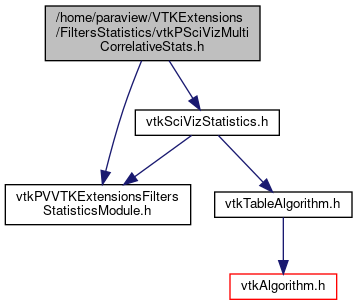 /home/paraview/VTKExtensions
/FiltersStatistics/vtkPSciVizMulti
CorrelativeStats.h
vtkSciVizStatistics.h
vtkPVVTKExtensionsFilters
StatisticsModule.h
vtkTableAlgorithm.h
vtkAlgorithm.h